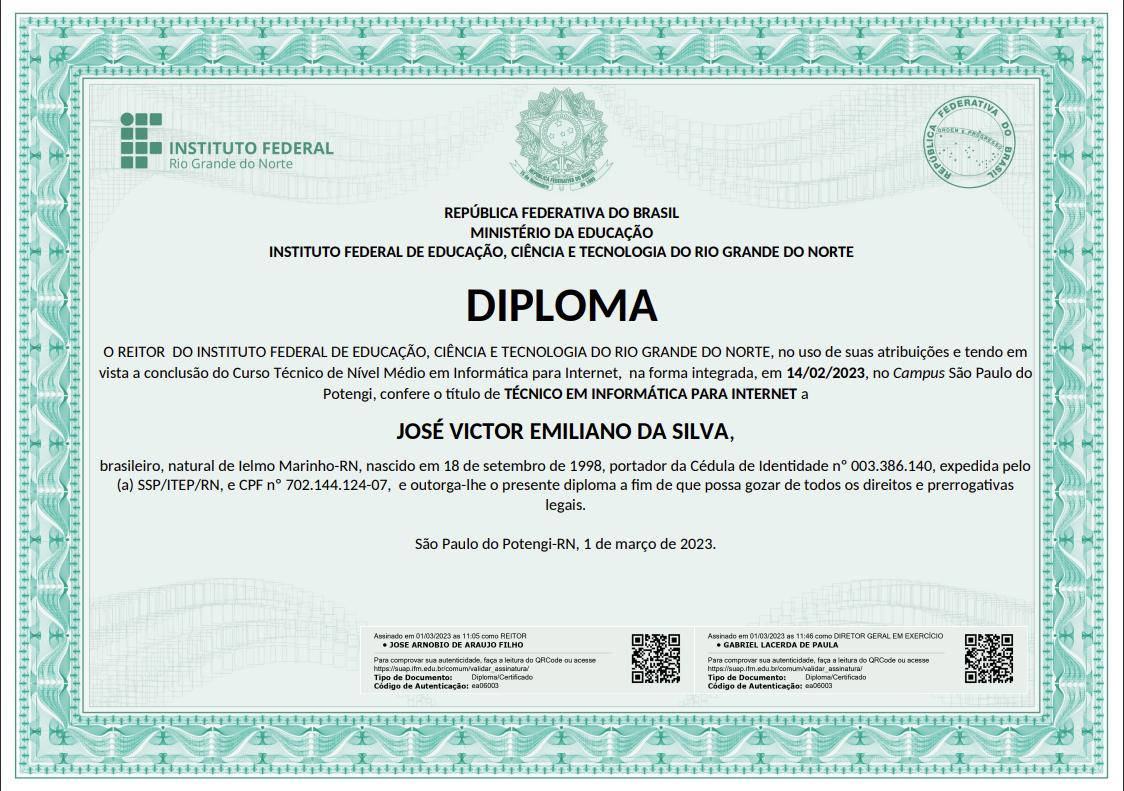 INSTITUTO FEDERAL
Rio Grande do Norte
REPÚBLICA FEDERATIVA DO BRASIL
15 de Novembro
de 1889
REPÚBLICA FEDERATIVA DO BRASIL
ORDEM E PROGRESSO
REPÚBLICA FEDERATIVA DO BRASIL
MINISTÉRIO DA EDUCAÇÃO
INSTITUTO FEDERAL DE EDUCAÇÃO, CIÊNCIA E TECNOLOGIA DO RIO GRANDE DO NORTE
DIPLOMA
O REITOR DO INSTITUTO FEDERAL DE EDUCAÇÃO, CIÊNCIA E TECNOLOGIA DO RIO GRANDE DO NORTE, no uso de suas atribuições e tendo em
vista a conclusão do Curso Técnico de Nível Médio em Informática para Internet, na forma integrada, em 14/02/2023, no Campus São Paulo do
Potengi, confere o título de TÉCNICO EM INFORMÁTICA PARA INTERNET a
JOSÉ VICTOR EMILIANO DA SILVA,
brasileiro, natural de Ielmo Marinho-RN, nascido em 18 de setembro de 1998, portador da Cédula de Identidade nº 003.386.140, expedida pelo
(a) SSP/ITEP/RN, e CPF nº 702.144.124-07, e outorga-lhe o presente diploma a fim de que possa gozar de todos os direitos e prerrogativas
legais.
São Paulo do Potengi-RN, 1 de março de 2023.
Assinado em 01/03/2023 as 11:05 como REITOR
• JOSE ARNOBIO DE ARAUJO FILHO
Para comprovar sua autenticidade, faça a leitura do QRCode ou acesse
https://suap.ifrn.edu.br/comum/validar_assinatura/
Tipo de Documento: Diploma/Certificado
Código de Autenticação: ea06003
Assinado em 01/03/2023 as 11:46 como DIRETOR GERAL EM EXERCÍCIO
• GABRIEL LACERDA DE PAULA
Para comprovar sua autenticidade, faça a leitura do QRCode ou acesse
https://suap.ifrn.edu.br/comum/validar_assinatura/
Tipo de Documento: Diploma/Certificado
Código de Autenticação: ea06003